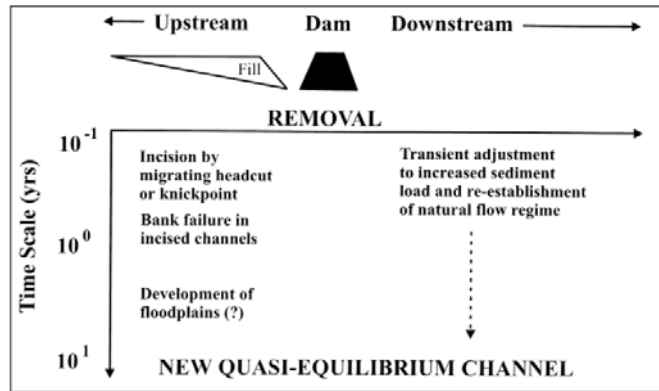 Upstream Dam Downstream
Fill
REMOVAL
10-1
Incision by
migrating headcut
or knickpoint
Transient adjustment
to increased sediment
load and re-establishment
of natural flow regime
Bank failure in
incised channels
Time Scale (yrs)
100
Development of
floodplains (?)
101
NEW QUASI-EQUILIBRIUM CHANNEL